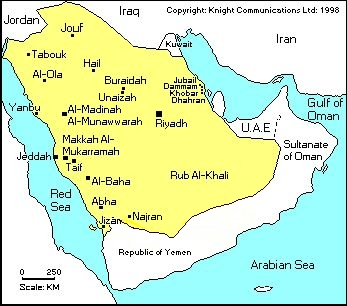 Copyright: Knight Communications Ltd: 1998
Iraq
Jordan
Iran
Jouf
Kuwait
Tabouk
Hail
Al-Ola
Buraidah
Unaizah
Jubail
Dammam
Khobar
Dhahran
Yanbu
Al-Madinah
Al-Munawwarah
Riyadh
Gulf of
Oman
U.A.E
Makkah Al-
Mukarramah
Jeddah
Taif
Sultanate
of Oman
Al-Baha
Rub Al-Khali
Red
Sea
Abha
Jizan
Najran
Republic of Yemen
Arabian Sea
0 250
Scale: KM